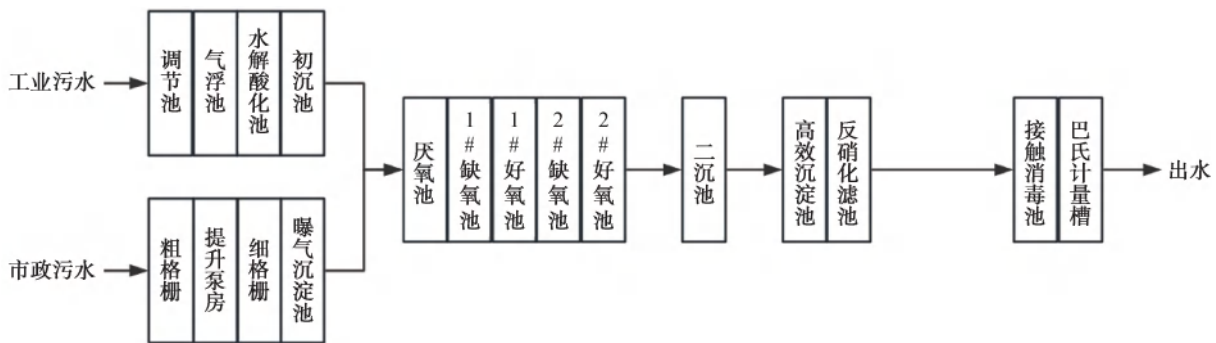 工业污水
调节池
气浮池
水解酸化池
初沉池
市政污水
粗格栅
提升泵房
细格栅
曝气沉淀池
厌氧池
1#缺氧池
1#好氧池
2#缺氧池
2#好氧池
二沉池
高效沉淀池
反硝化滤池
接触消毒池
巴氏计量槽
出水